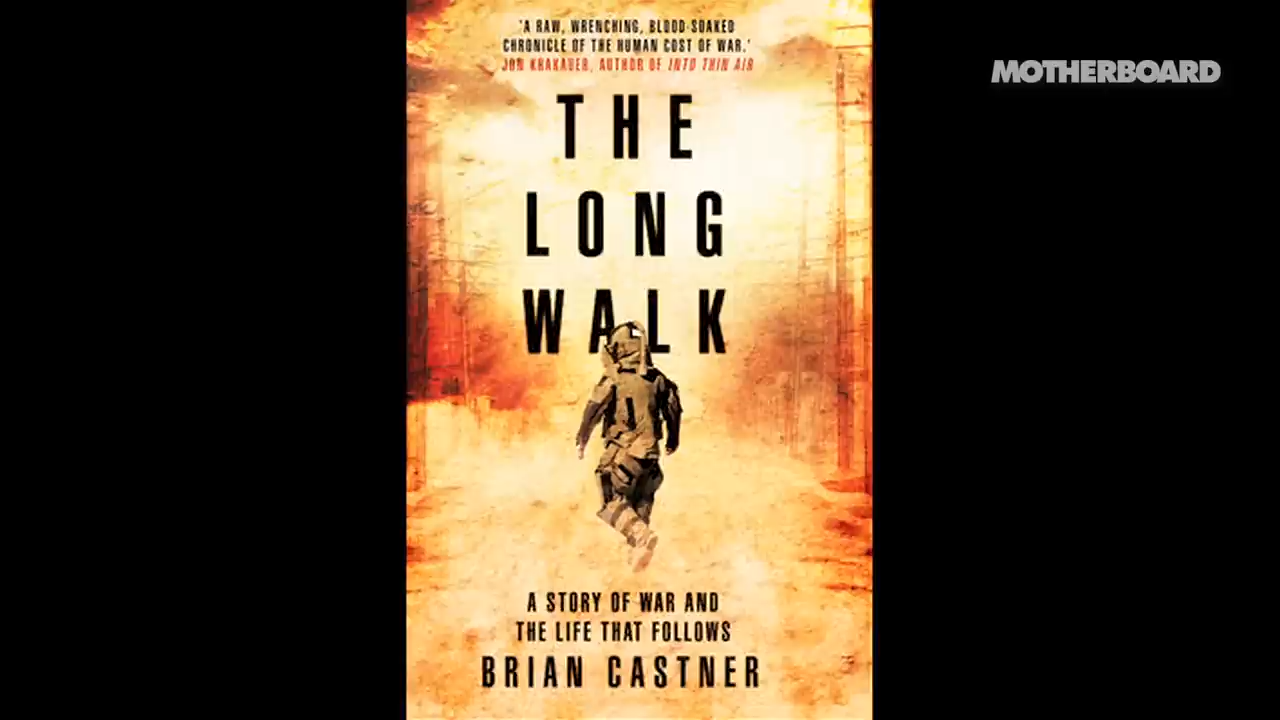 'A RAW, WRENCHING, BLOOD-SOAKED
CHRONICLE OF THE HUMAN COST OF WAR.'
JON KRAKAUER, AUTHOR OF INTO THIN AIR
MOTHERBOARD
THE
LONG
WALK
A STORY OF WAR AND
THE LIFE THAT FOLLOWS
BRIAN CASTNER